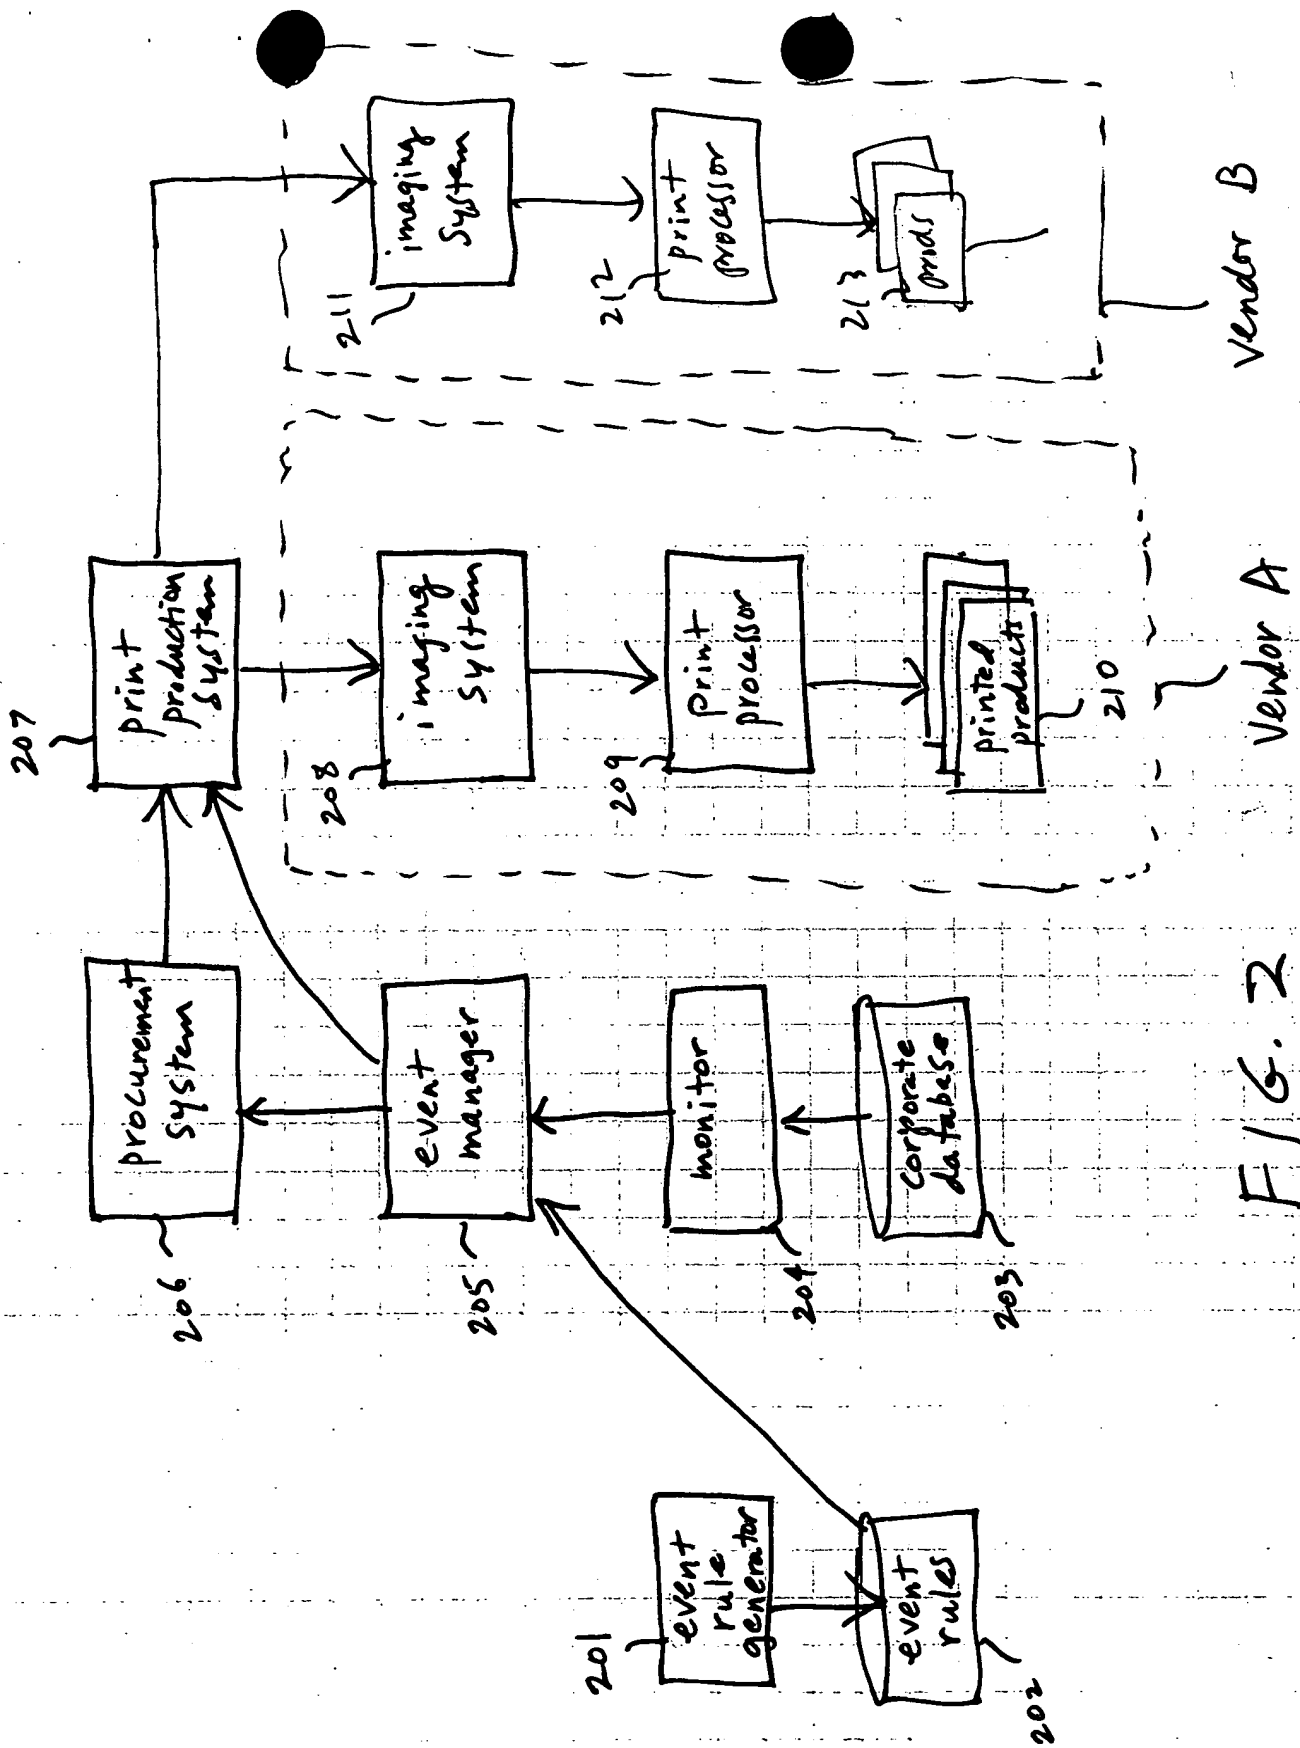 207
print
production
system
206
procurement
system
211
imaging
system
208
imaging
system
205
event
manager
212
print
processor
209
print
processor
204
monitor
201
event
rule
generator
213
prods
210
printed
products
203
corporate
database
202
event
rules
Vendor B
Vendor A
FIG. 2